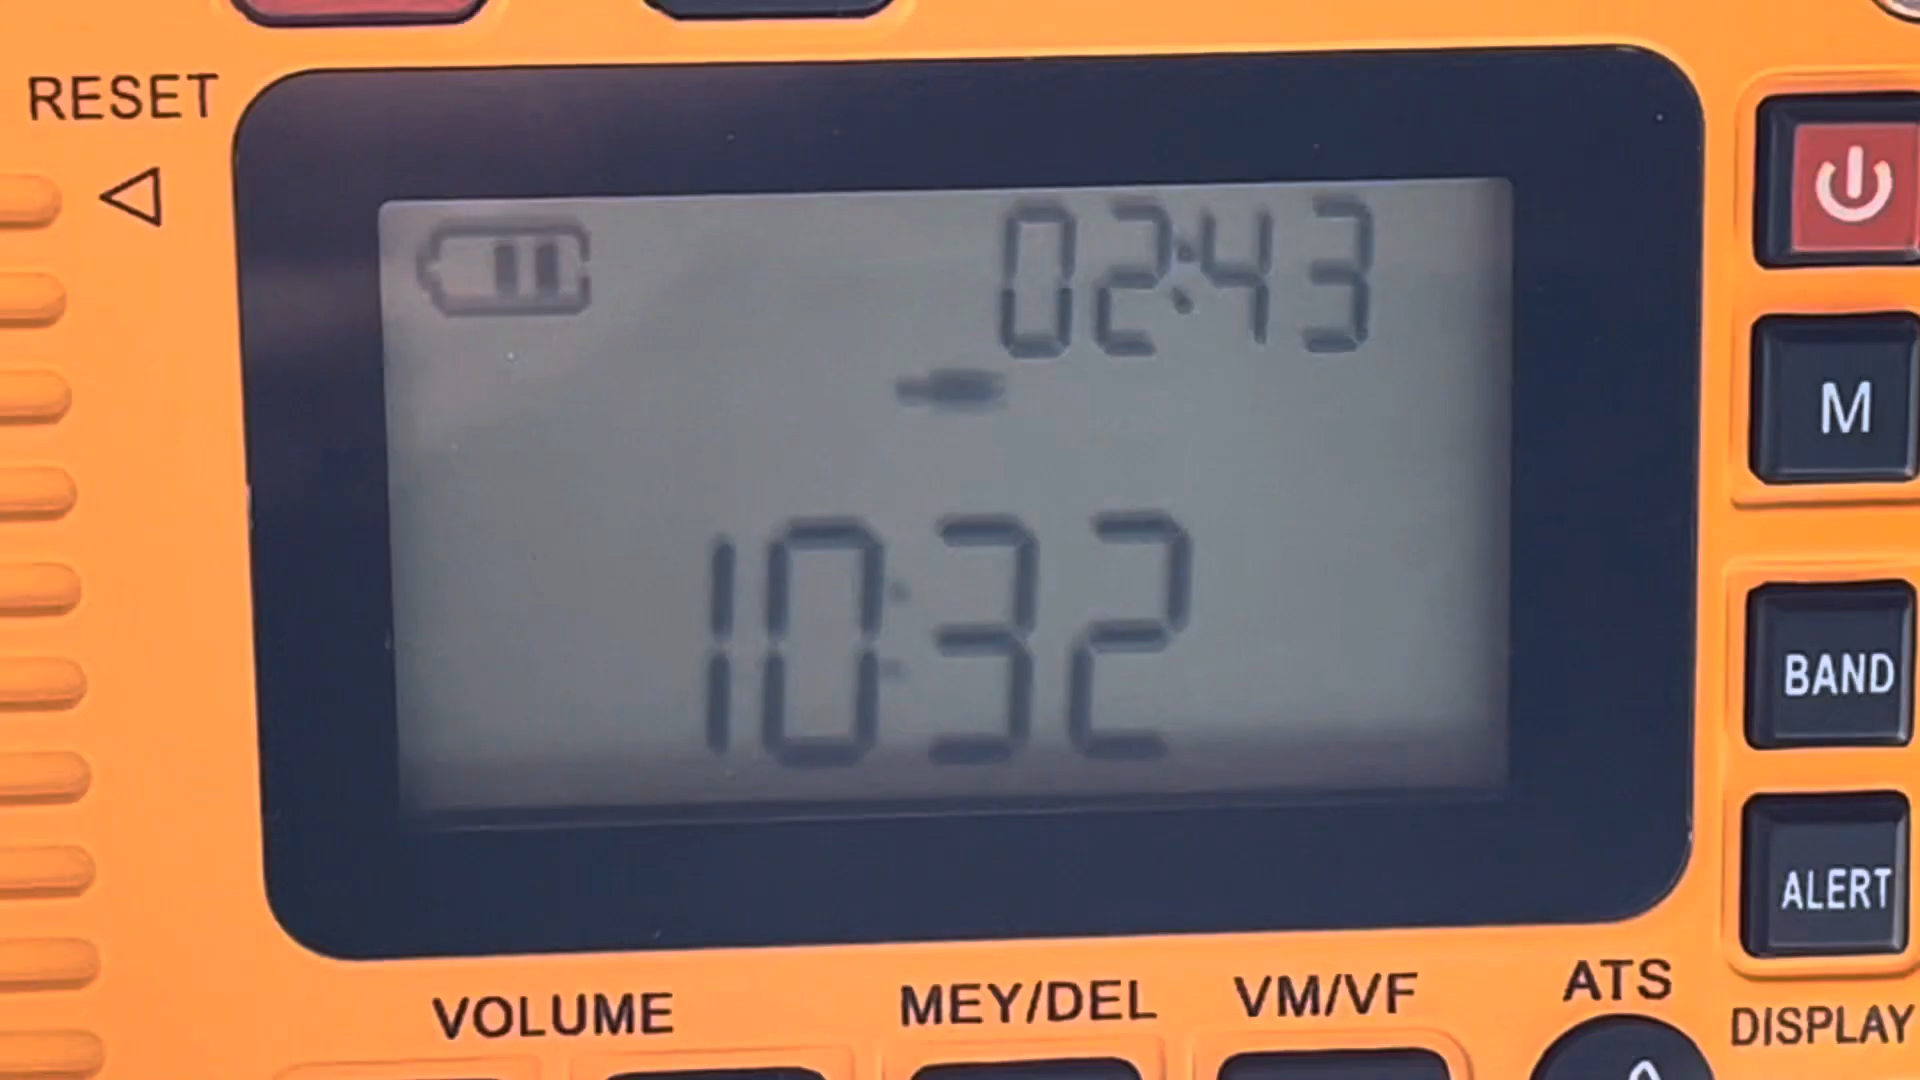 RESET
02:43
10:32
M
BAND
ALERT
VOLUME
MEY/DEL
VM/VF
ATS
DISPLAY